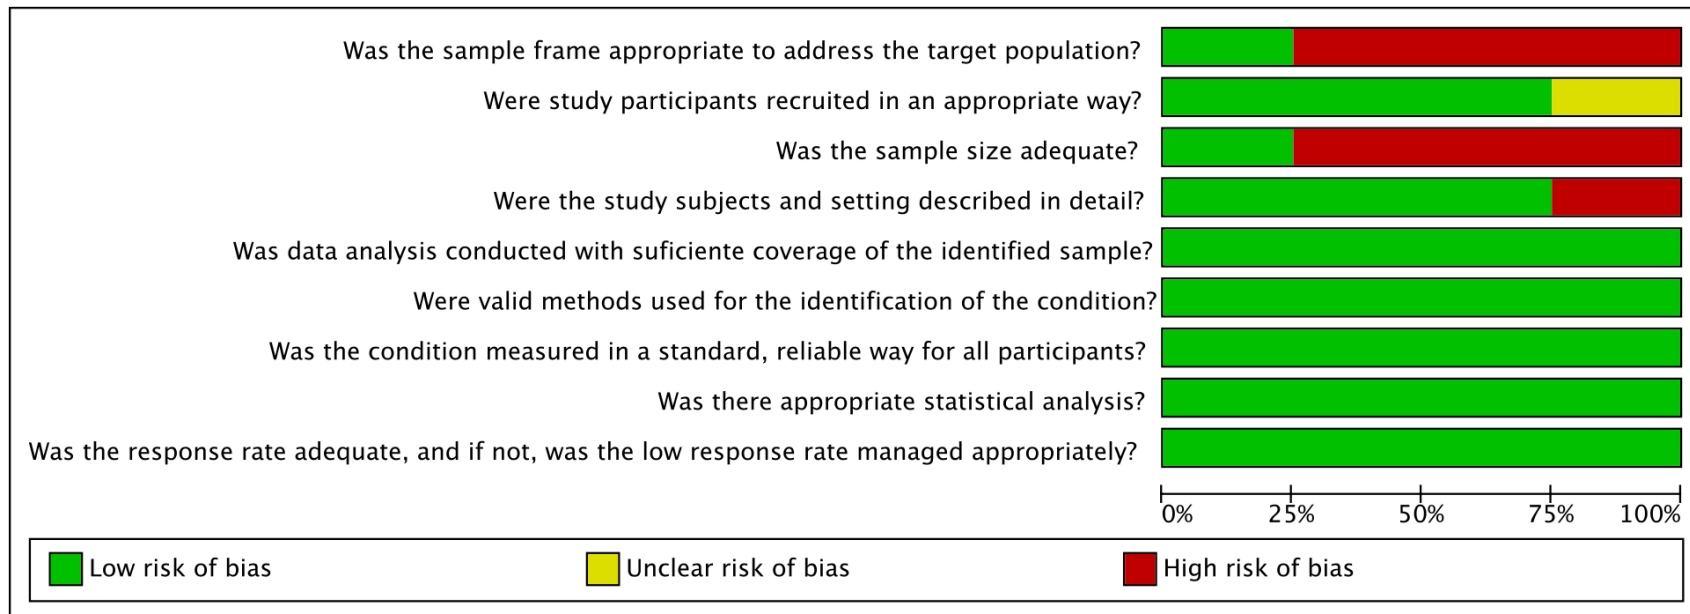 Was the sample frame appropriate to address the target population?
Were study participants recruited in an appropriate way?
Was the sample size adequate?
Were the study subjects and setting described in detail?
Was data analysis conducted with suficiente coverage of the identified sample?
Were valid methods used for the identification of the condition?
Was the condition measured in a standard, reliable way for all participants?
Was there appropriate statistical analysis?
Was the response rate adequate, and if not, was the low response rate managed appropriately?
0% 25% 50% 75% 100%
Low risk of bias Unclear risk of bias High risk of bias